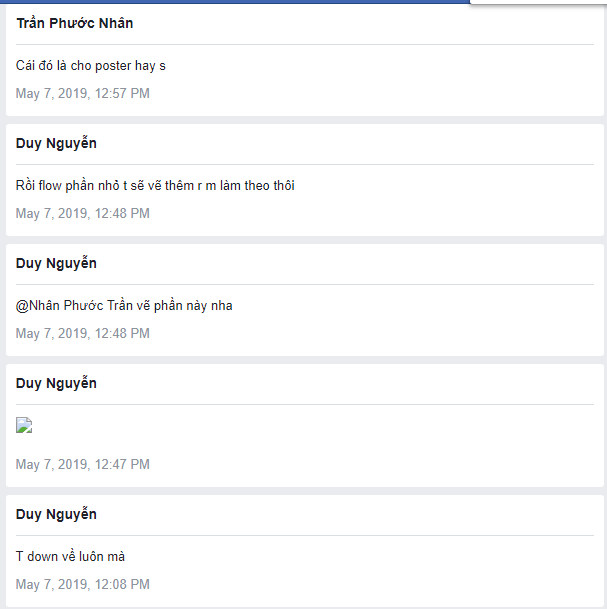 Trần Phước Nhân
Cái đó là cho poster hay s
May 7, 2019, 12:57 PM
Duy Nguyễn
Rồi flow phần nhỏ t sẽ vẽ thêm r m làm theo thôi
May 7, 2019, 12:48 PM
Duy Nguyễn
@Nhân Phước Trần vẽ phần này nha
May 7, 2019, 12:48 PM
Duy Nguyễn
May 7, 2019, 12:47 PM
Duy Nguyễn
T down về luôn mà
May 7, 2019, 12:08 PM